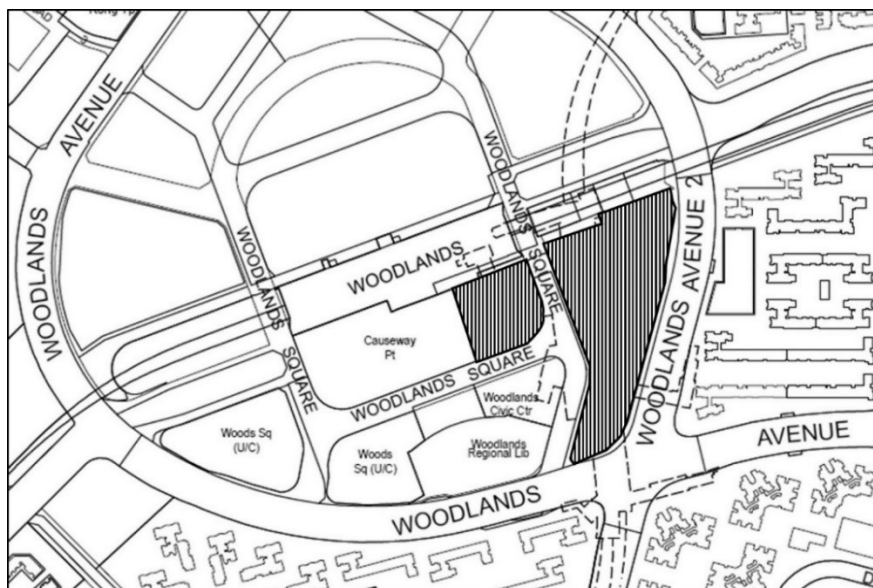 AVENUE
WOODLANDS
WOODLANDS
SQUARE
WOODLANDS
SQUARE
WOODLANDS
WOODLANDS AVENUE 2
Causeway
Pt
WOODLANDS SQUARE
Woodlands
Civic Ctr
Woods Sq
(U/C)
Woods
Sq (U/C)
Woodlands
Regional Lib
WOODLANDS
AVENUE